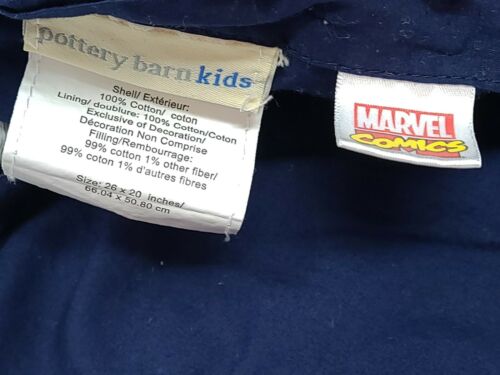 pottery barn kids
Shell/ Extérieur:
100% Cotton/ coton
Lining/ doublure: 100% Cotton/Coton
Exclusive of Decoration/
Décoration Non Comprise
Filling/Rembourrage:
99% cotton 1% other fiber/
99% coton 1% d'autres fibres
Size: 26 x 20 inches/
66.04 x 50.80 cm
MARVEL
COMICS